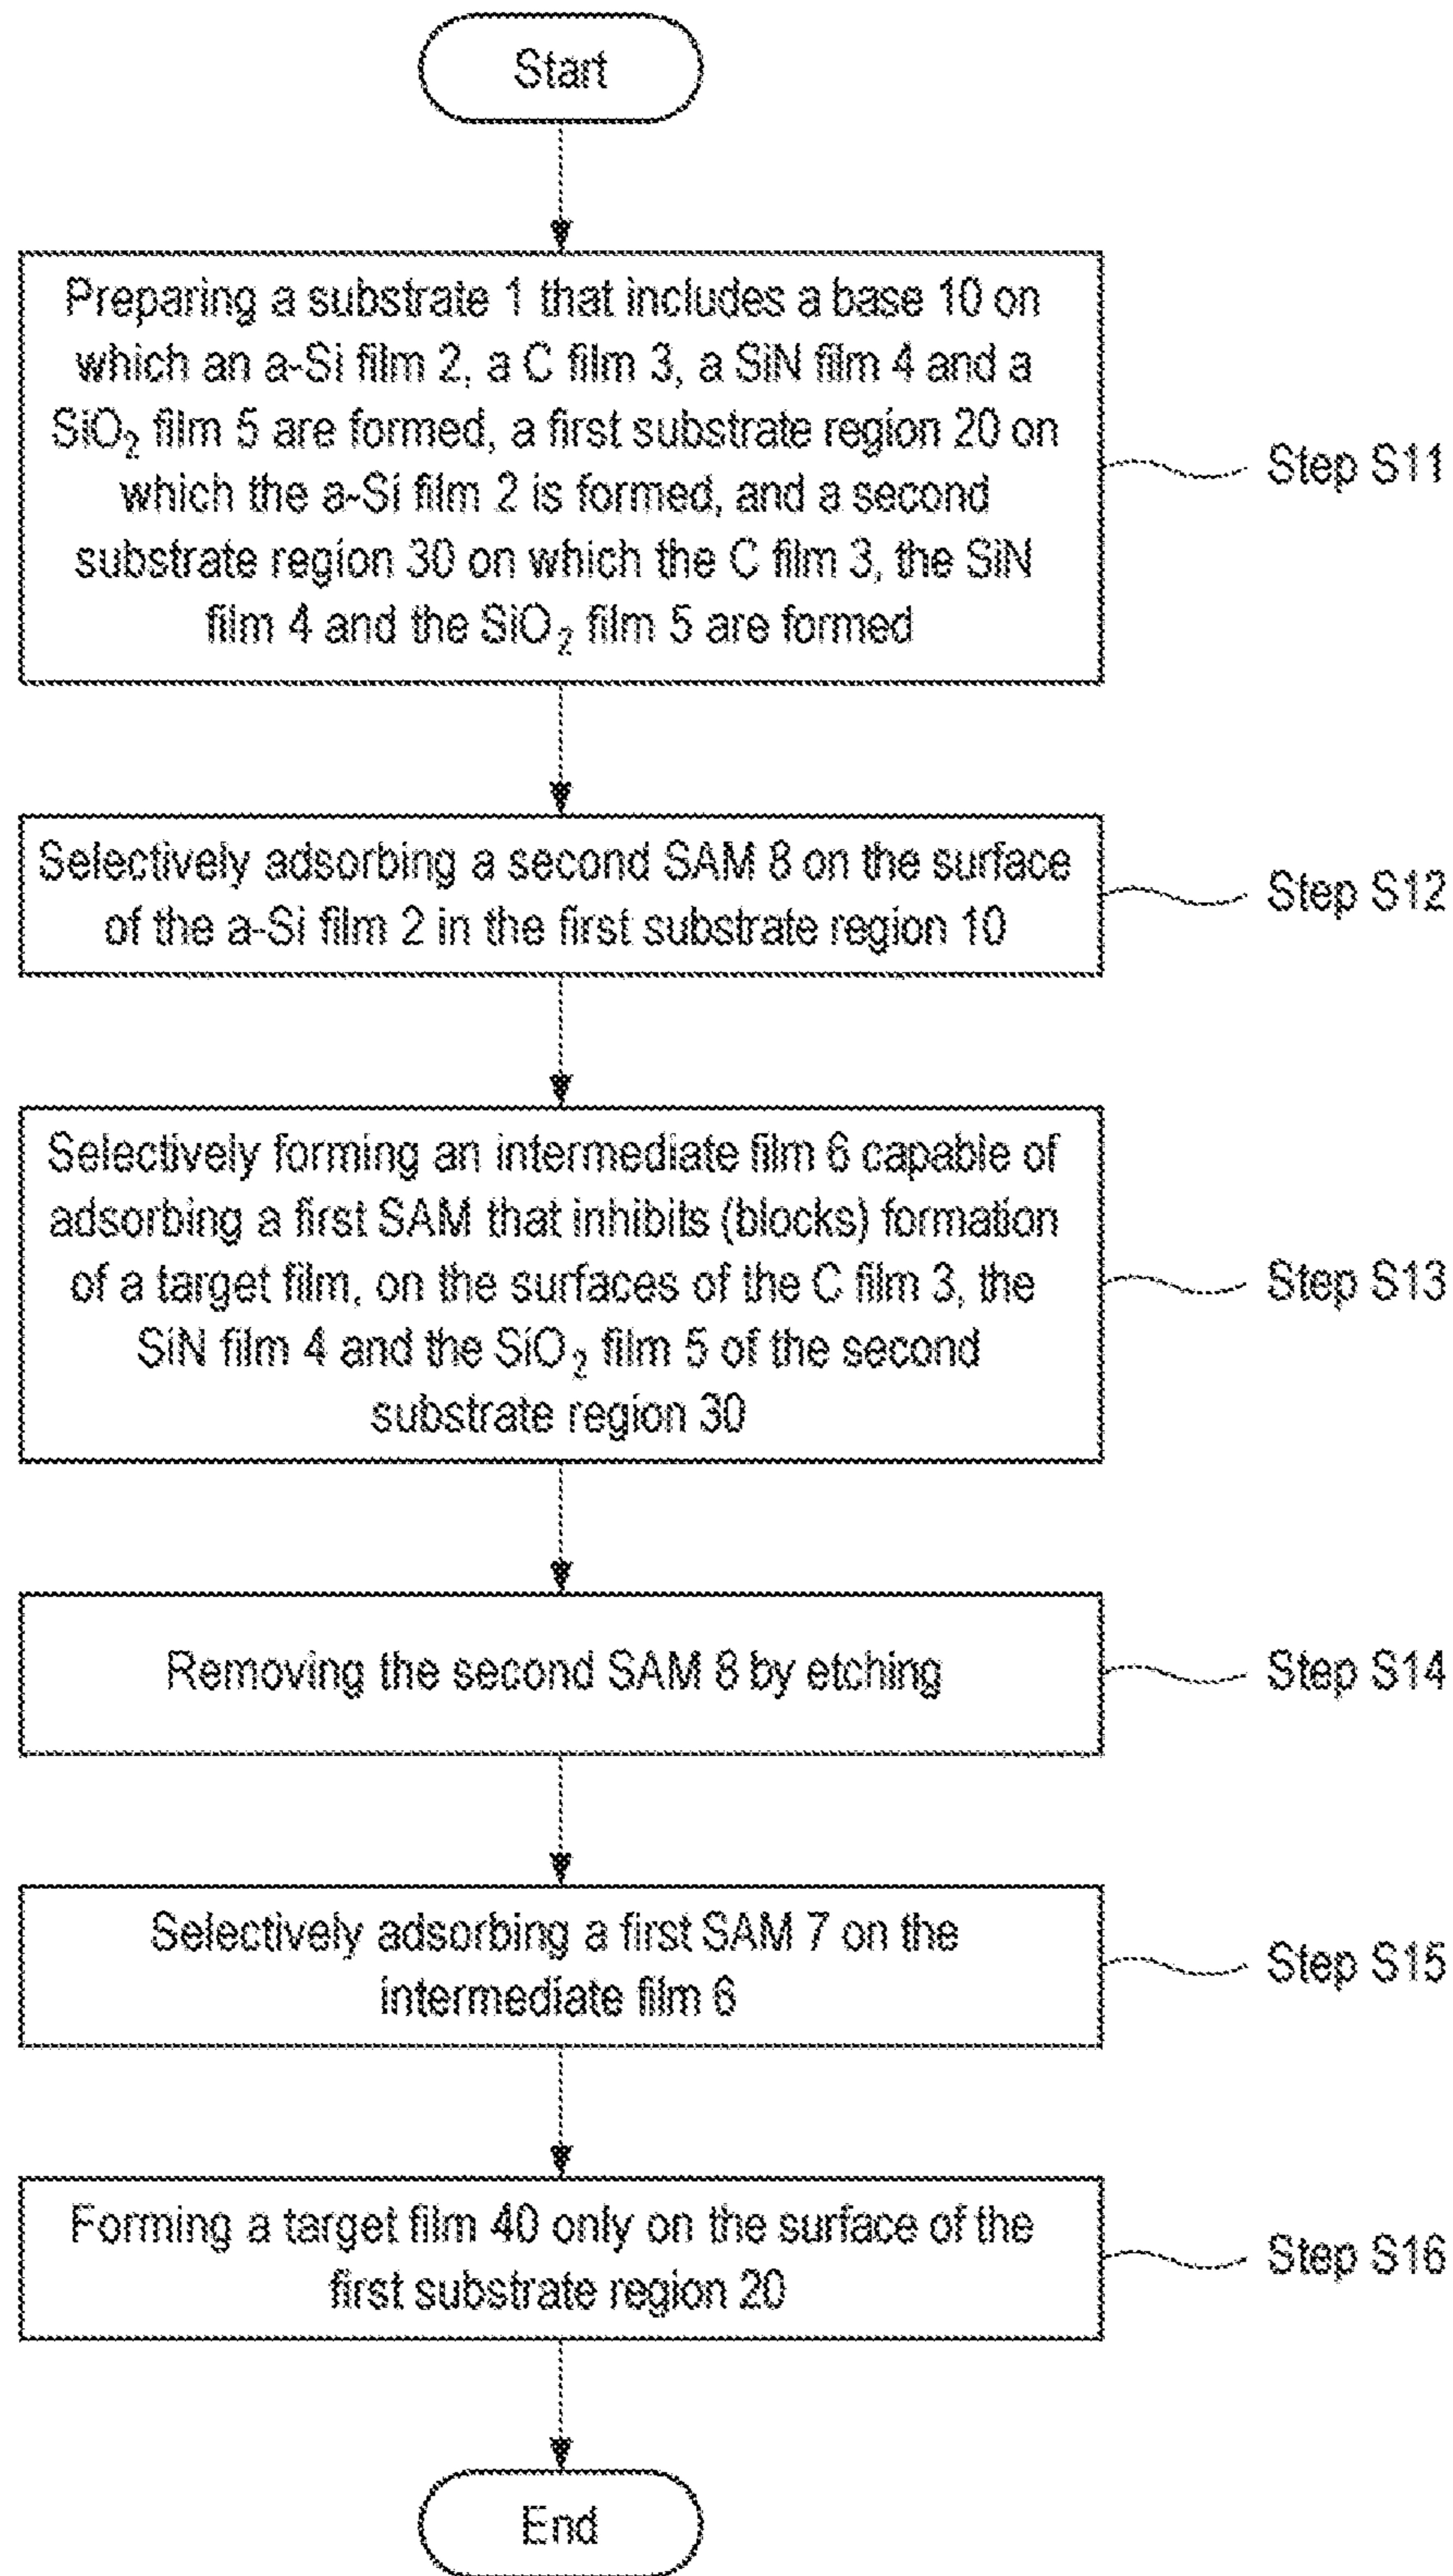 Start
Preparing a substrate 1 that includes a base 10 on
which an a-Si film 2, a C film 3, a SiN film 4 and a
SiO₂ film 5 are formed, a first substrate region 20 on
which the a-Si film 2 is formed, and a second
substrate region 30 on which the C film 3, the SiN
film 4 and the SiO₂ film 5 are formed
Step S11
Selectively adsorbing a second SAM 8 on the surface
of the a-Si film 2 in the first substrate region 10
Step S12
Selectively forming an intermediate film 6 capable of
adsorbing a first SAM that inhibits (blocks) formation
of a target film, on the surfaces of the C film 3, the
SiN film 4 and the SiO₂ film 5 of the second
substrate region 30
Step S13
Removing the second SAM 8 by etching
Step S14
Selectively adsorbing a first SAM 7 on the
intermediate film 6
Step S15
Forming a target film 40 only on the surface of the
first substrate region 20
Step S16
End